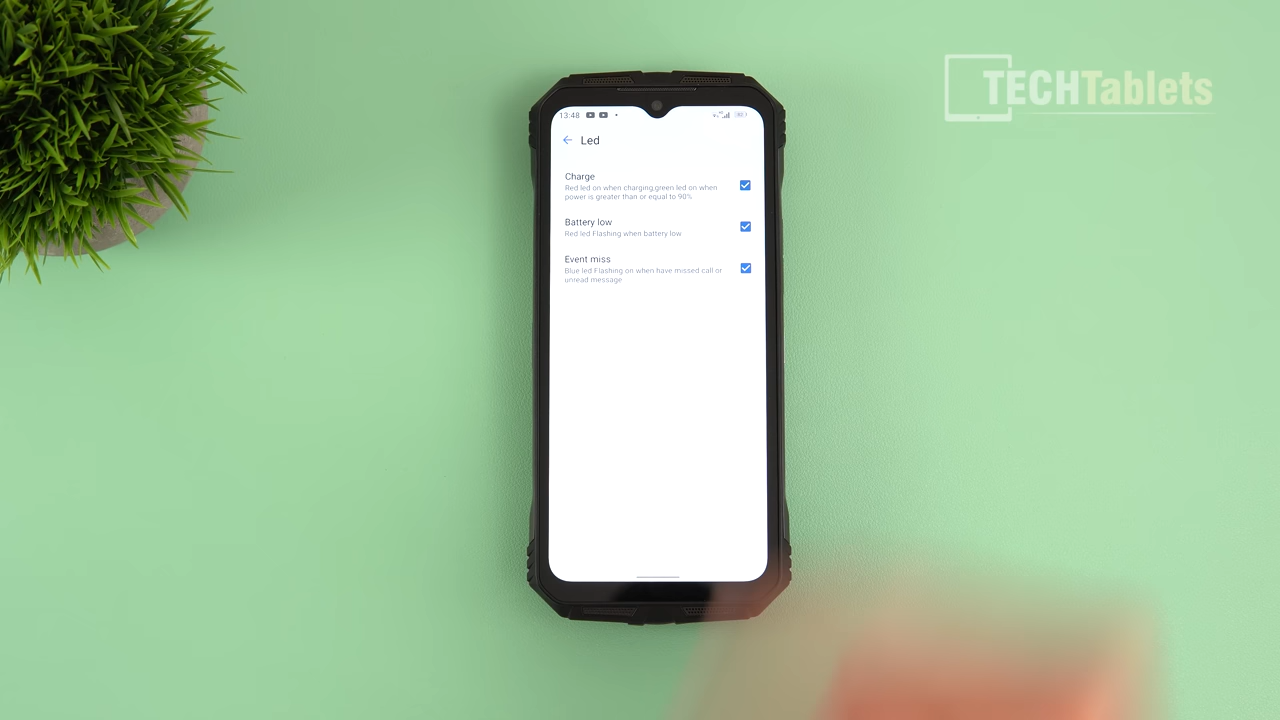 TECHTablets
13:48
Led
Charge
Red led on when charging,green led on when
power is greater than or equal to 90%
Battery low
Red led Flashing when battery low
Event miss
Blue led Flashing on when have missed call or
unread message